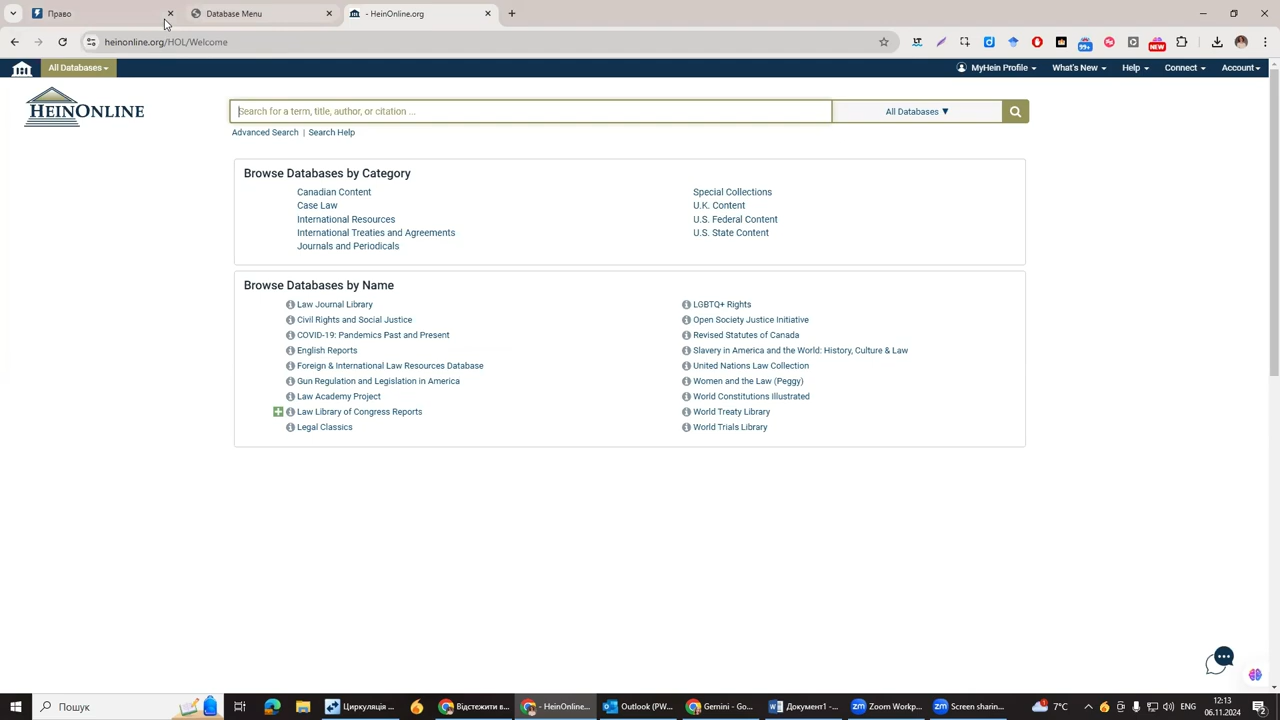 Право
Database Menu
- HeinOnline.org
heinonline.org/HOL/Welcome
99+
NEW
All Databases
MyHein Profile
What's New
Help
Connect
Account
HEINONLINE
Search for a term, title, author, or citation ...
All Databases ▼
Advanced Search | Search Help
Browse Databases by Category
Canadian Content
Case Law
International Resources
International Treaties and Agreements
Journals and Periodicals
Special Collections
U.K. Content
U.S. Federal Content
U.S. State Content
Browse Databases by Name
Law Journal Library
Civil Rights and Social Justice
COVID-19: Pandemics Past and Present
English Reports
Foreign & International Law Resources Database
Gun Regulation and Legislation in America
Law Academy Project
Law Library of Congress Reports
Legal Classics
LGBTQ+ Rights
Open Society Justice Initiative
Revised Statutes of Canada
Slavery in America and the World: History, Culture & Law
United Nations Law Collection
Women and the Law (Peggy)
World Constitutions Illustrated
World Treaty Library
World Trials Library
Пошук
Циркуляція ...
Відстежити в...
- HeinOnline...
Outlook (PW...
Gemini - Go...
Документ1 - ...
Zoom Workp...
Screen sharin...
7°C
УКР
12:13
06.11.2024